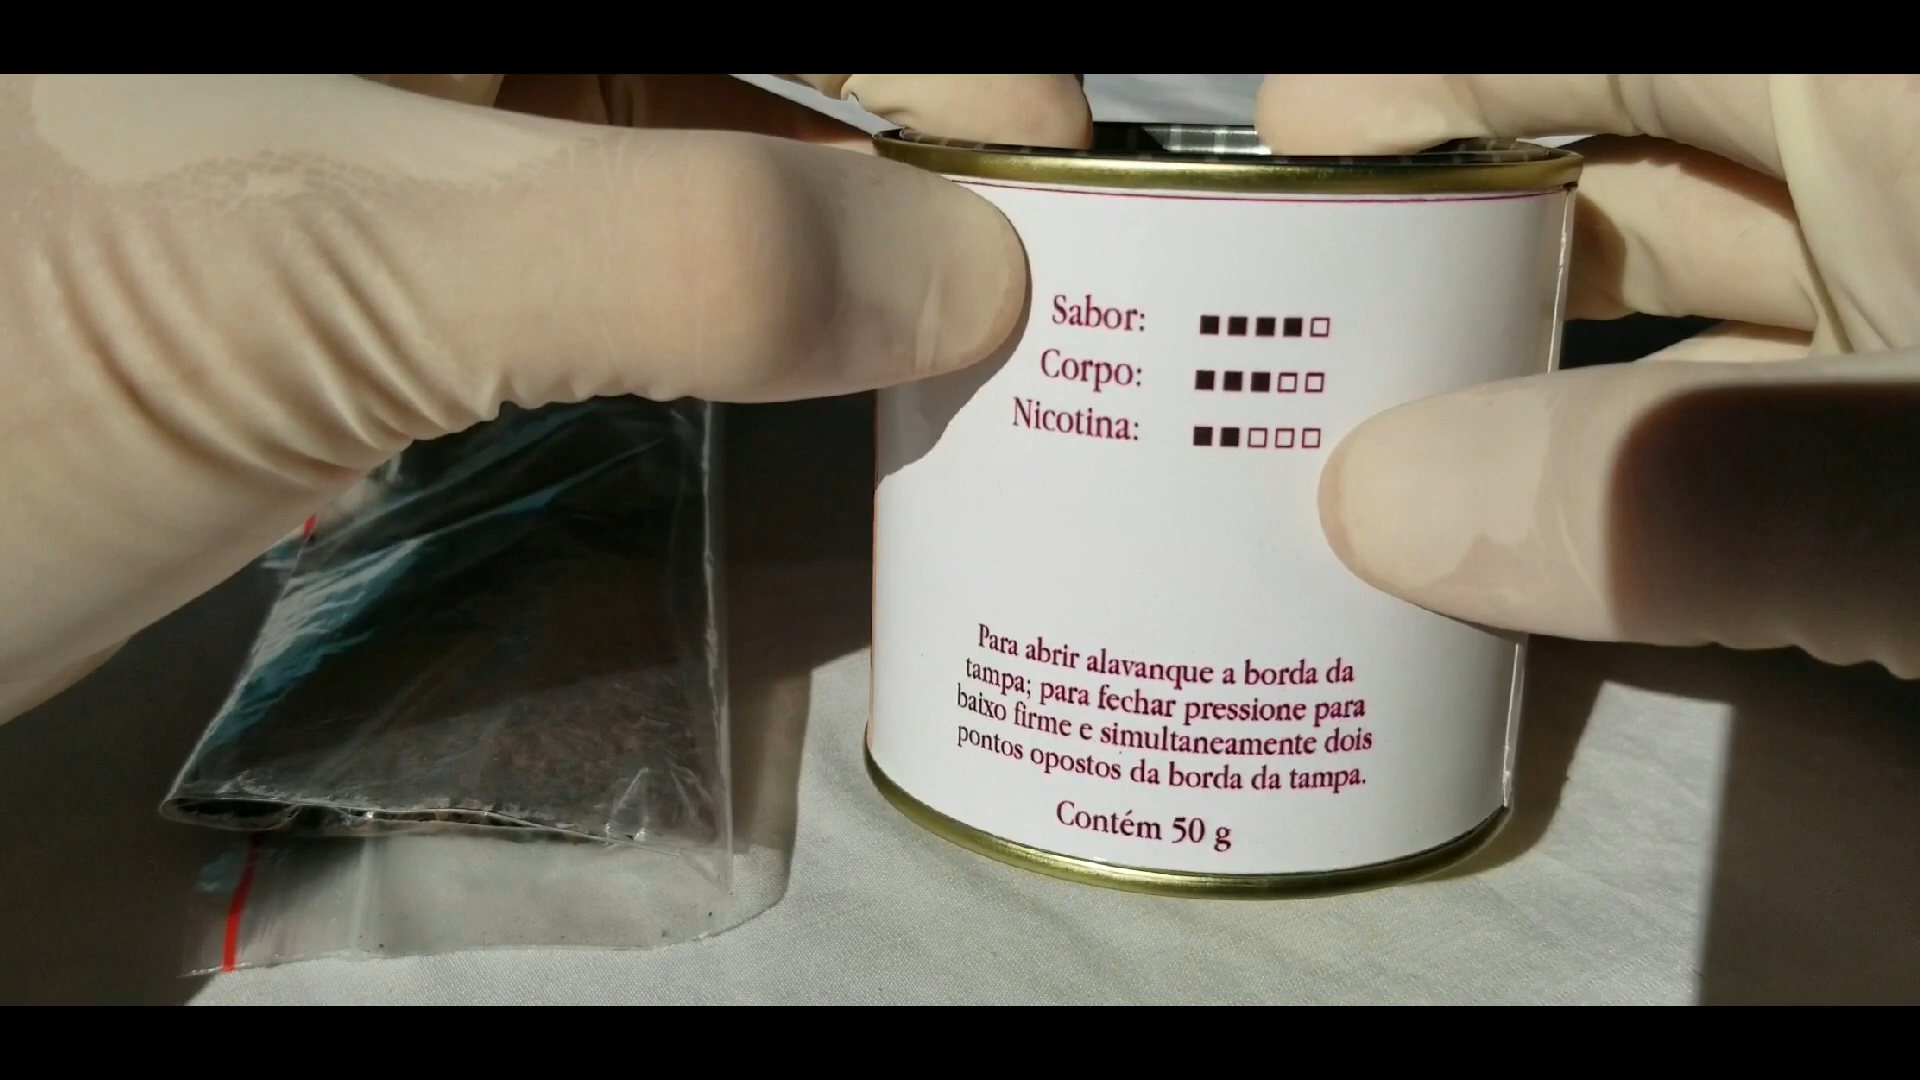 Sabor: ■■■■□
Corpo: ■■■□□
Nicotina: ■■□□□
Para abrir alavanque a borda da
tampa; para fechar pressione para
baixo firme e simultaneamente dois
pontos opostos da borda da tampa.
Contém 50 g